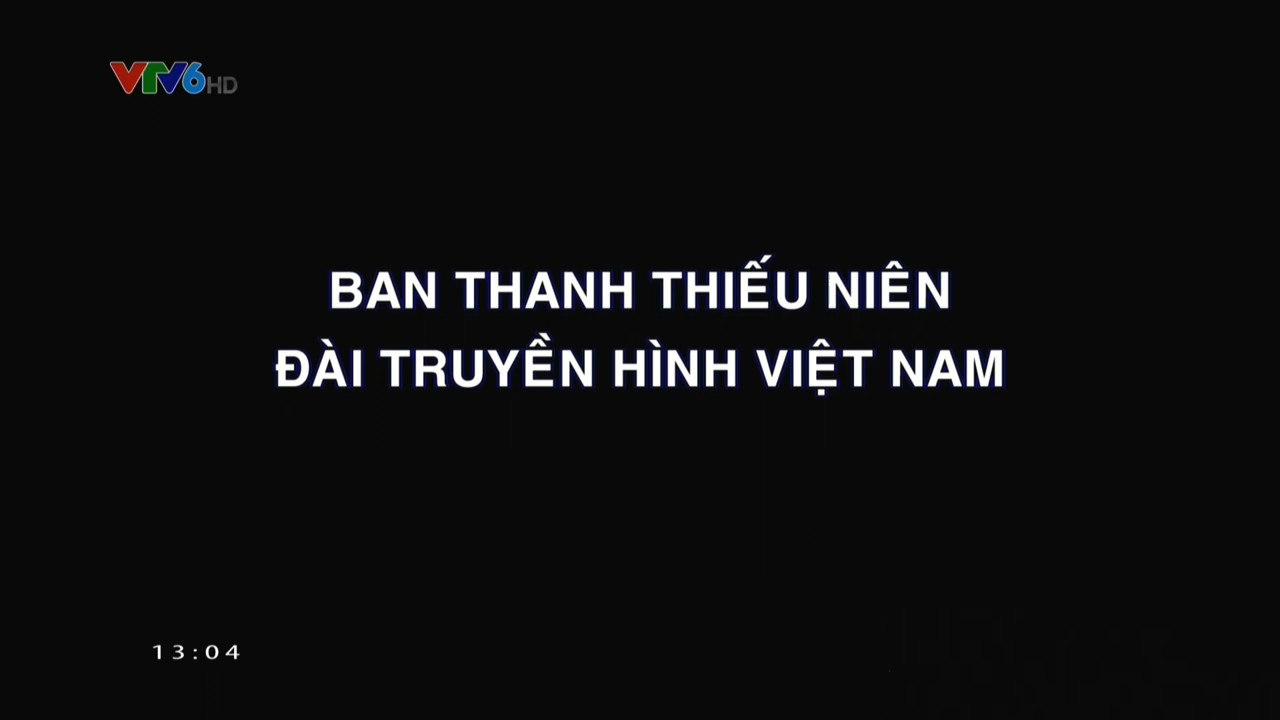 VTV6HD
BAN THANH THIẾU NIÊN
ĐÀI TRUYỀN HÌNH VIỆT NAM
13:04